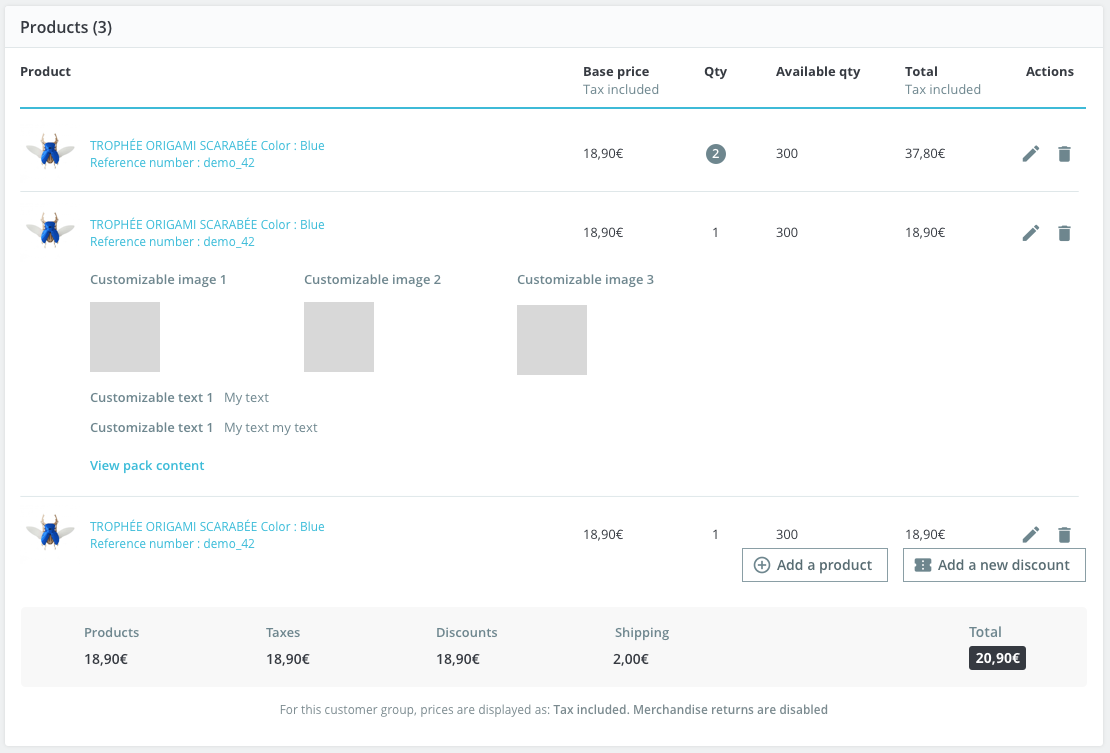 Products (3)
Product Base price Qty Available qty Total Actions
Tax included Tax included
TROPHÉE ORIGAMI SCARABÉE Color : Blue
Reference number : demo_42
18,90€ 2 300 37,80€
TROPHÉE ORIGAMI SCARABÉE Color : Blue
Reference number : demo_42
18,90€ 1 300 18,90€
Customizable image 1 Customizable image 2 Customizable image 3
Customizable text 1 My text
Customizable text 1 My text my text
View pack content
TROPHÉE ORIGAMI SCARABÉE Color : Blue
Reference number : demo_42
18,90€ 1 300 18,90€
Add a product Add a new discount
Products Taxes Discounts Shipping Total
18,90€ 18,90€ 18,90€ 2,00€ 20,90€
For this customer group, prices are displayed as: Tax included. Merchandise returns are disabled